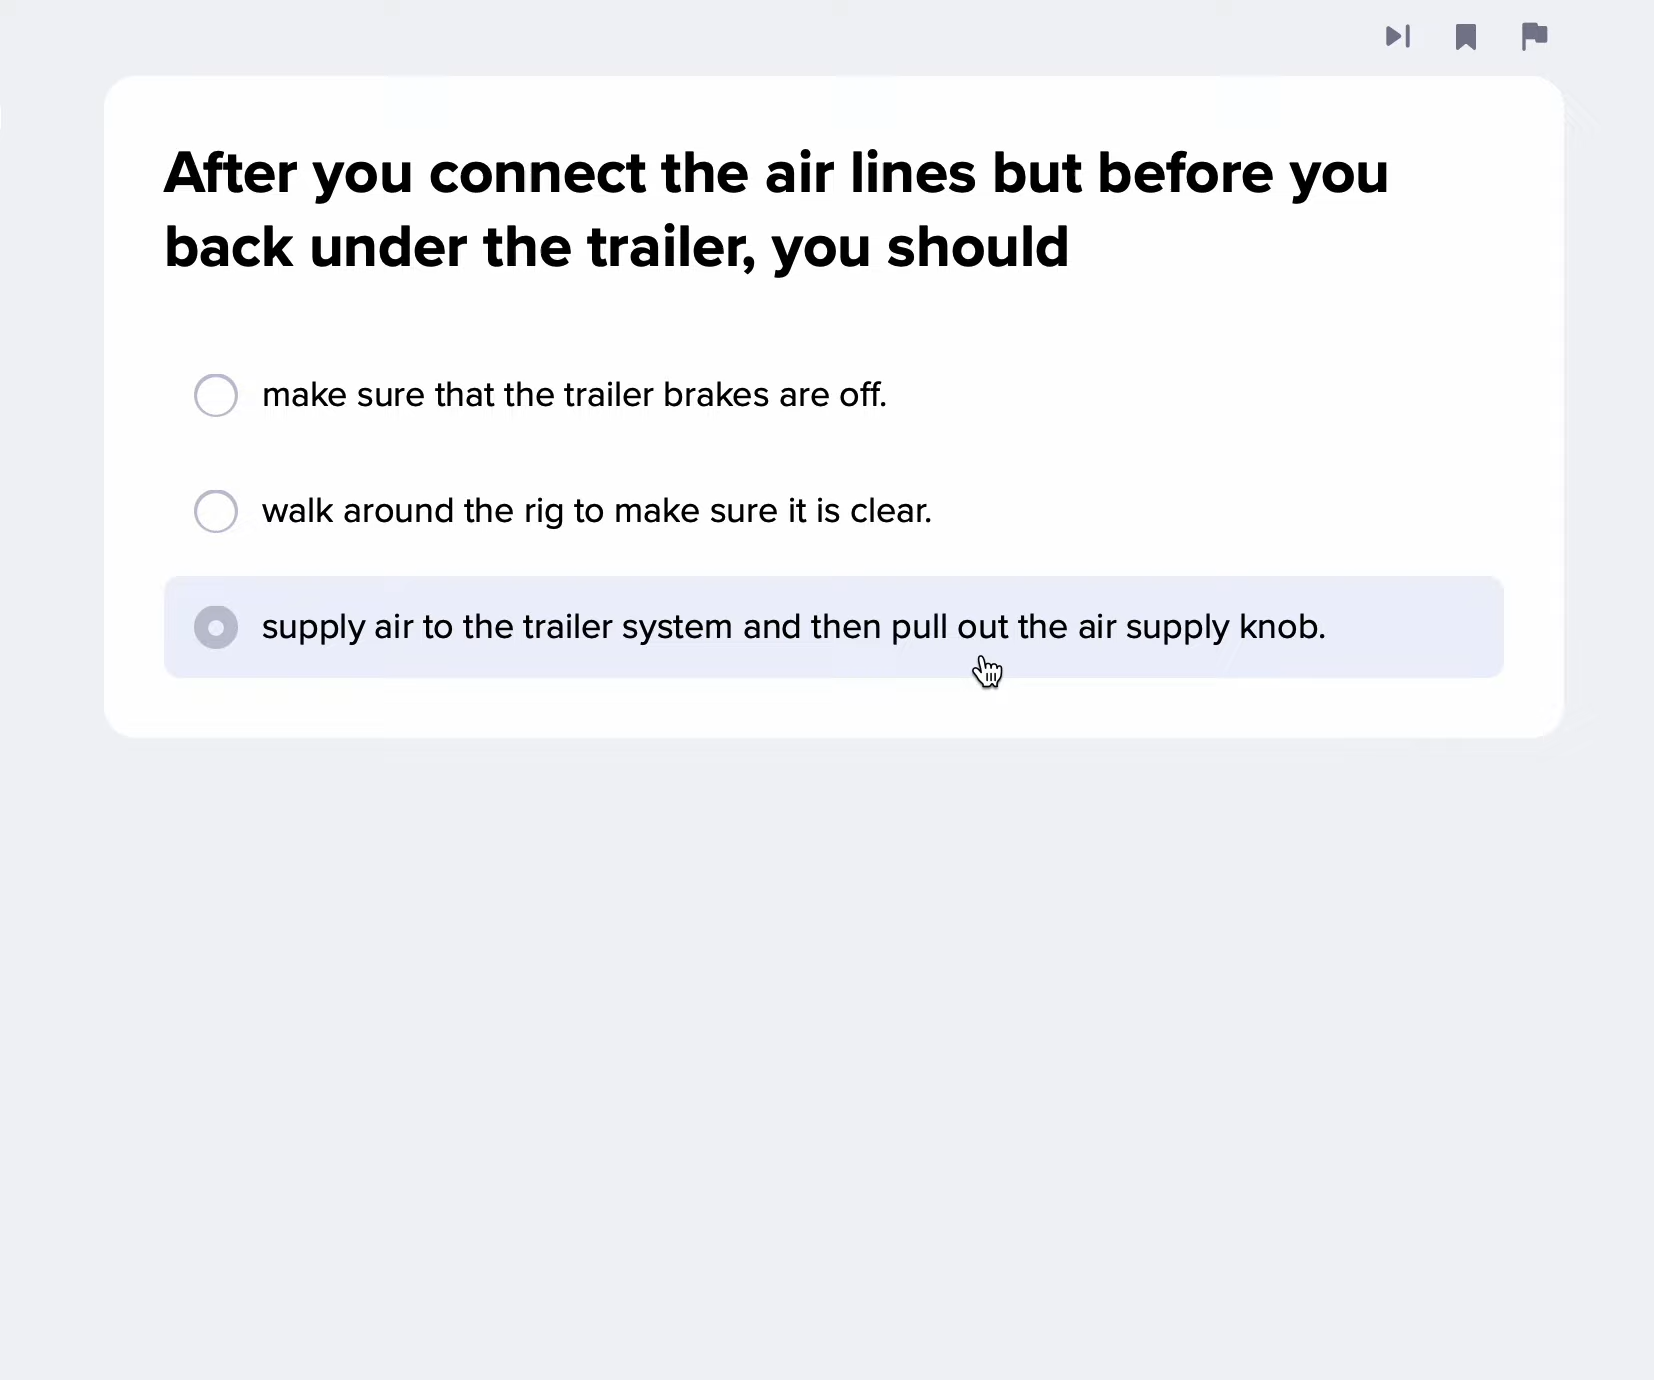 After you connect the air lines but before you
back under the trailer, you should
make sure that the trailer brakes are off.
walk around the rig to make sure it is clear.
supply air to the trailer system and then pull out the air supply knob.